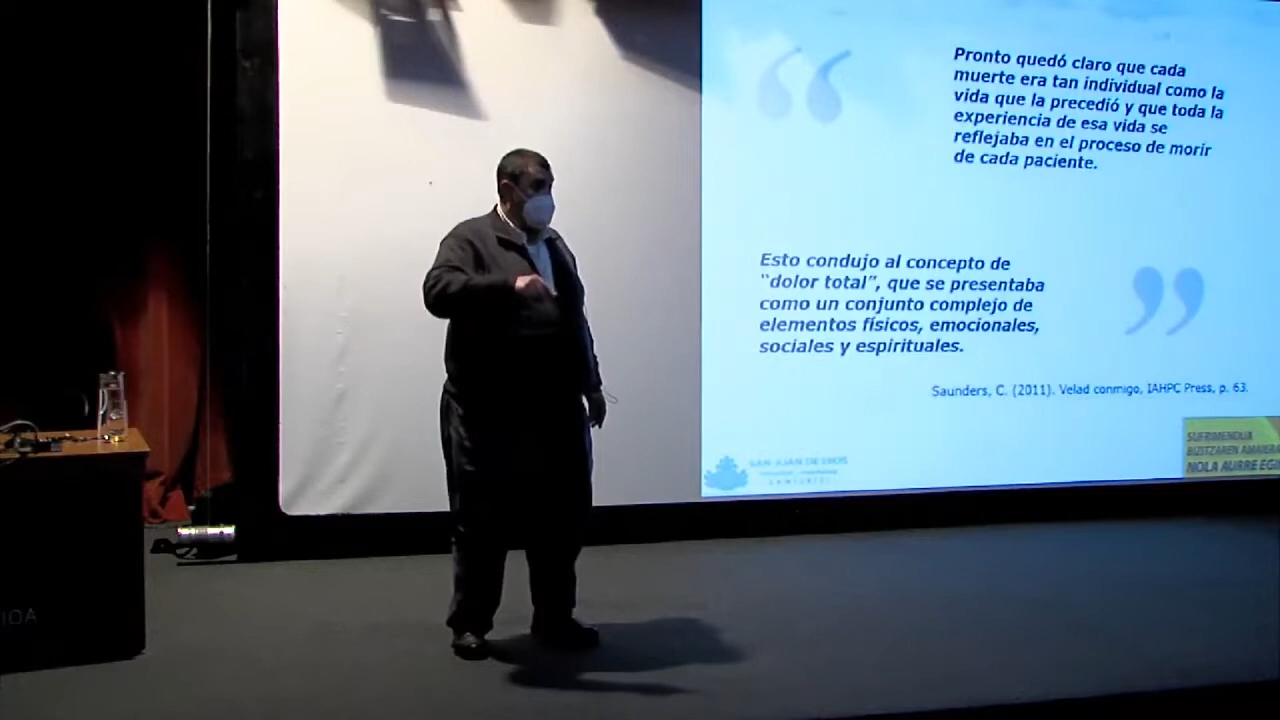 Pronto quedó claro que cada
muerte era tan individual como la
vida que la precedió y que toda la
experiencia de esa vida se
reflejaba en el proceso de morir
de cada paciente.
Esto condujo al concepto de
“dolor total”, que se presentaba
como un conjunto complejo de
elementos físicos, emocionales,
sociales y espirituales.
Saunders, C. (2011). Velad conmigo, IAHPC Press, p. 63.
SAN JUAN DE DIOS
SUFRIMENDUA
BIZITZAREN AMAIERA
NOLA AURRE EGI
IOA